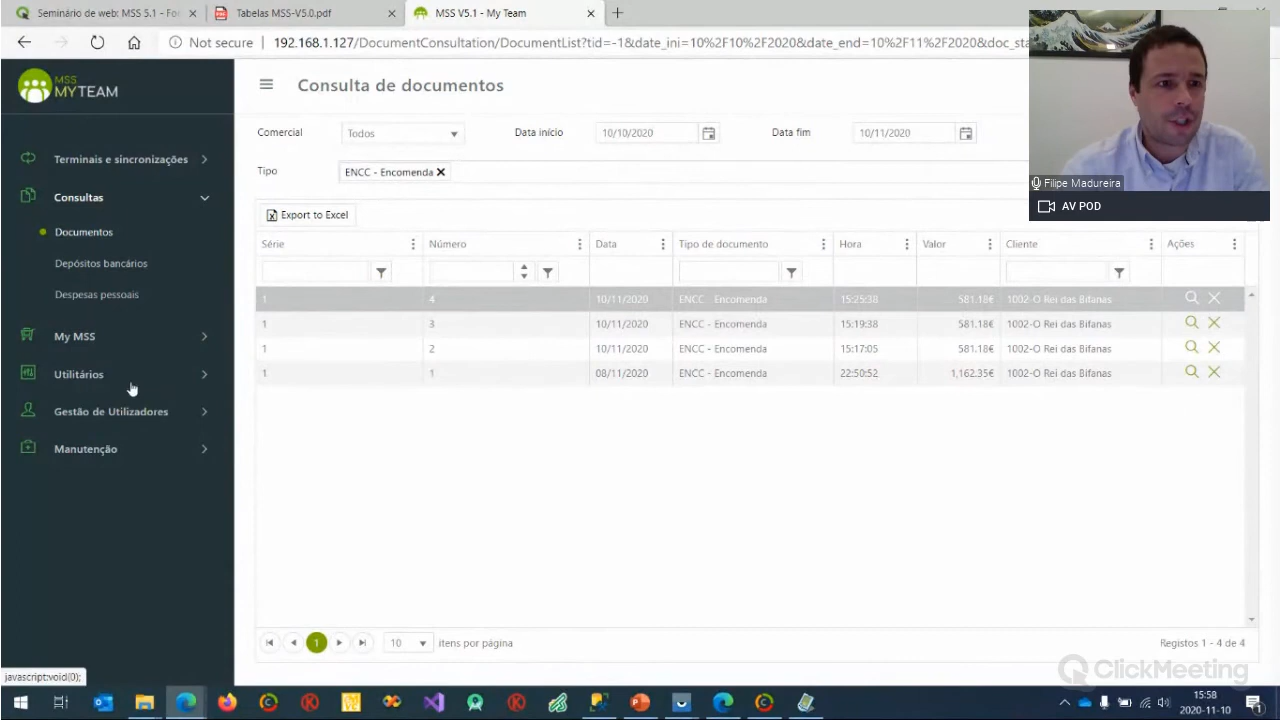 Seminário de web: MSS 5.1 - Fo
Tabelas MSS-V5.0.pdf
MSS V5.1 - My Team
Not secure
192.168.1.127/DocumentConsultation/DocumentList?tid=-1&date_ini=10%2F10%2F2020&date_end=10%2F11%2F2020&doc_sta
MSS
MYTEAM
Consulta de documentos
Comercial
Todos
Data início
10/10/2020
Data fim
10/11/2020
Filipe Madureira
AV POD
Terminais e sincronizações
Consultas
Documentos
Depósitos bancários
Despesas pessoais
My MSS
Utilitários
Gestão de Utilizadores
Manutenção
Tipo
ENCC - Encomenda
Export to Excel
Série Número Data Tipo de documento Hora Valor Cliente Ações
1 4 10/11/2020 ENCC - Encomenda 15:25:38 581.18€ 1002-O Rei das Bifanas
1 3 10/11/2020 ENCC - Encomenda 15:19:38 581.18€ 1002-O Rei das Bifanas
1 2 10/11/2020 ENCC - Encomenda 15:17:05 581.18€ 1002-O Rei das Bifanas
1 1 08/11/2020 ENCC - Encomenda 22:50:52 1,162.35€ 1002-O Rei das Bifanas
1 10 itens por página
Registos 1 - 4 de 4
javascript:void(0);
ClickMeeting
15:58
2020-11-10